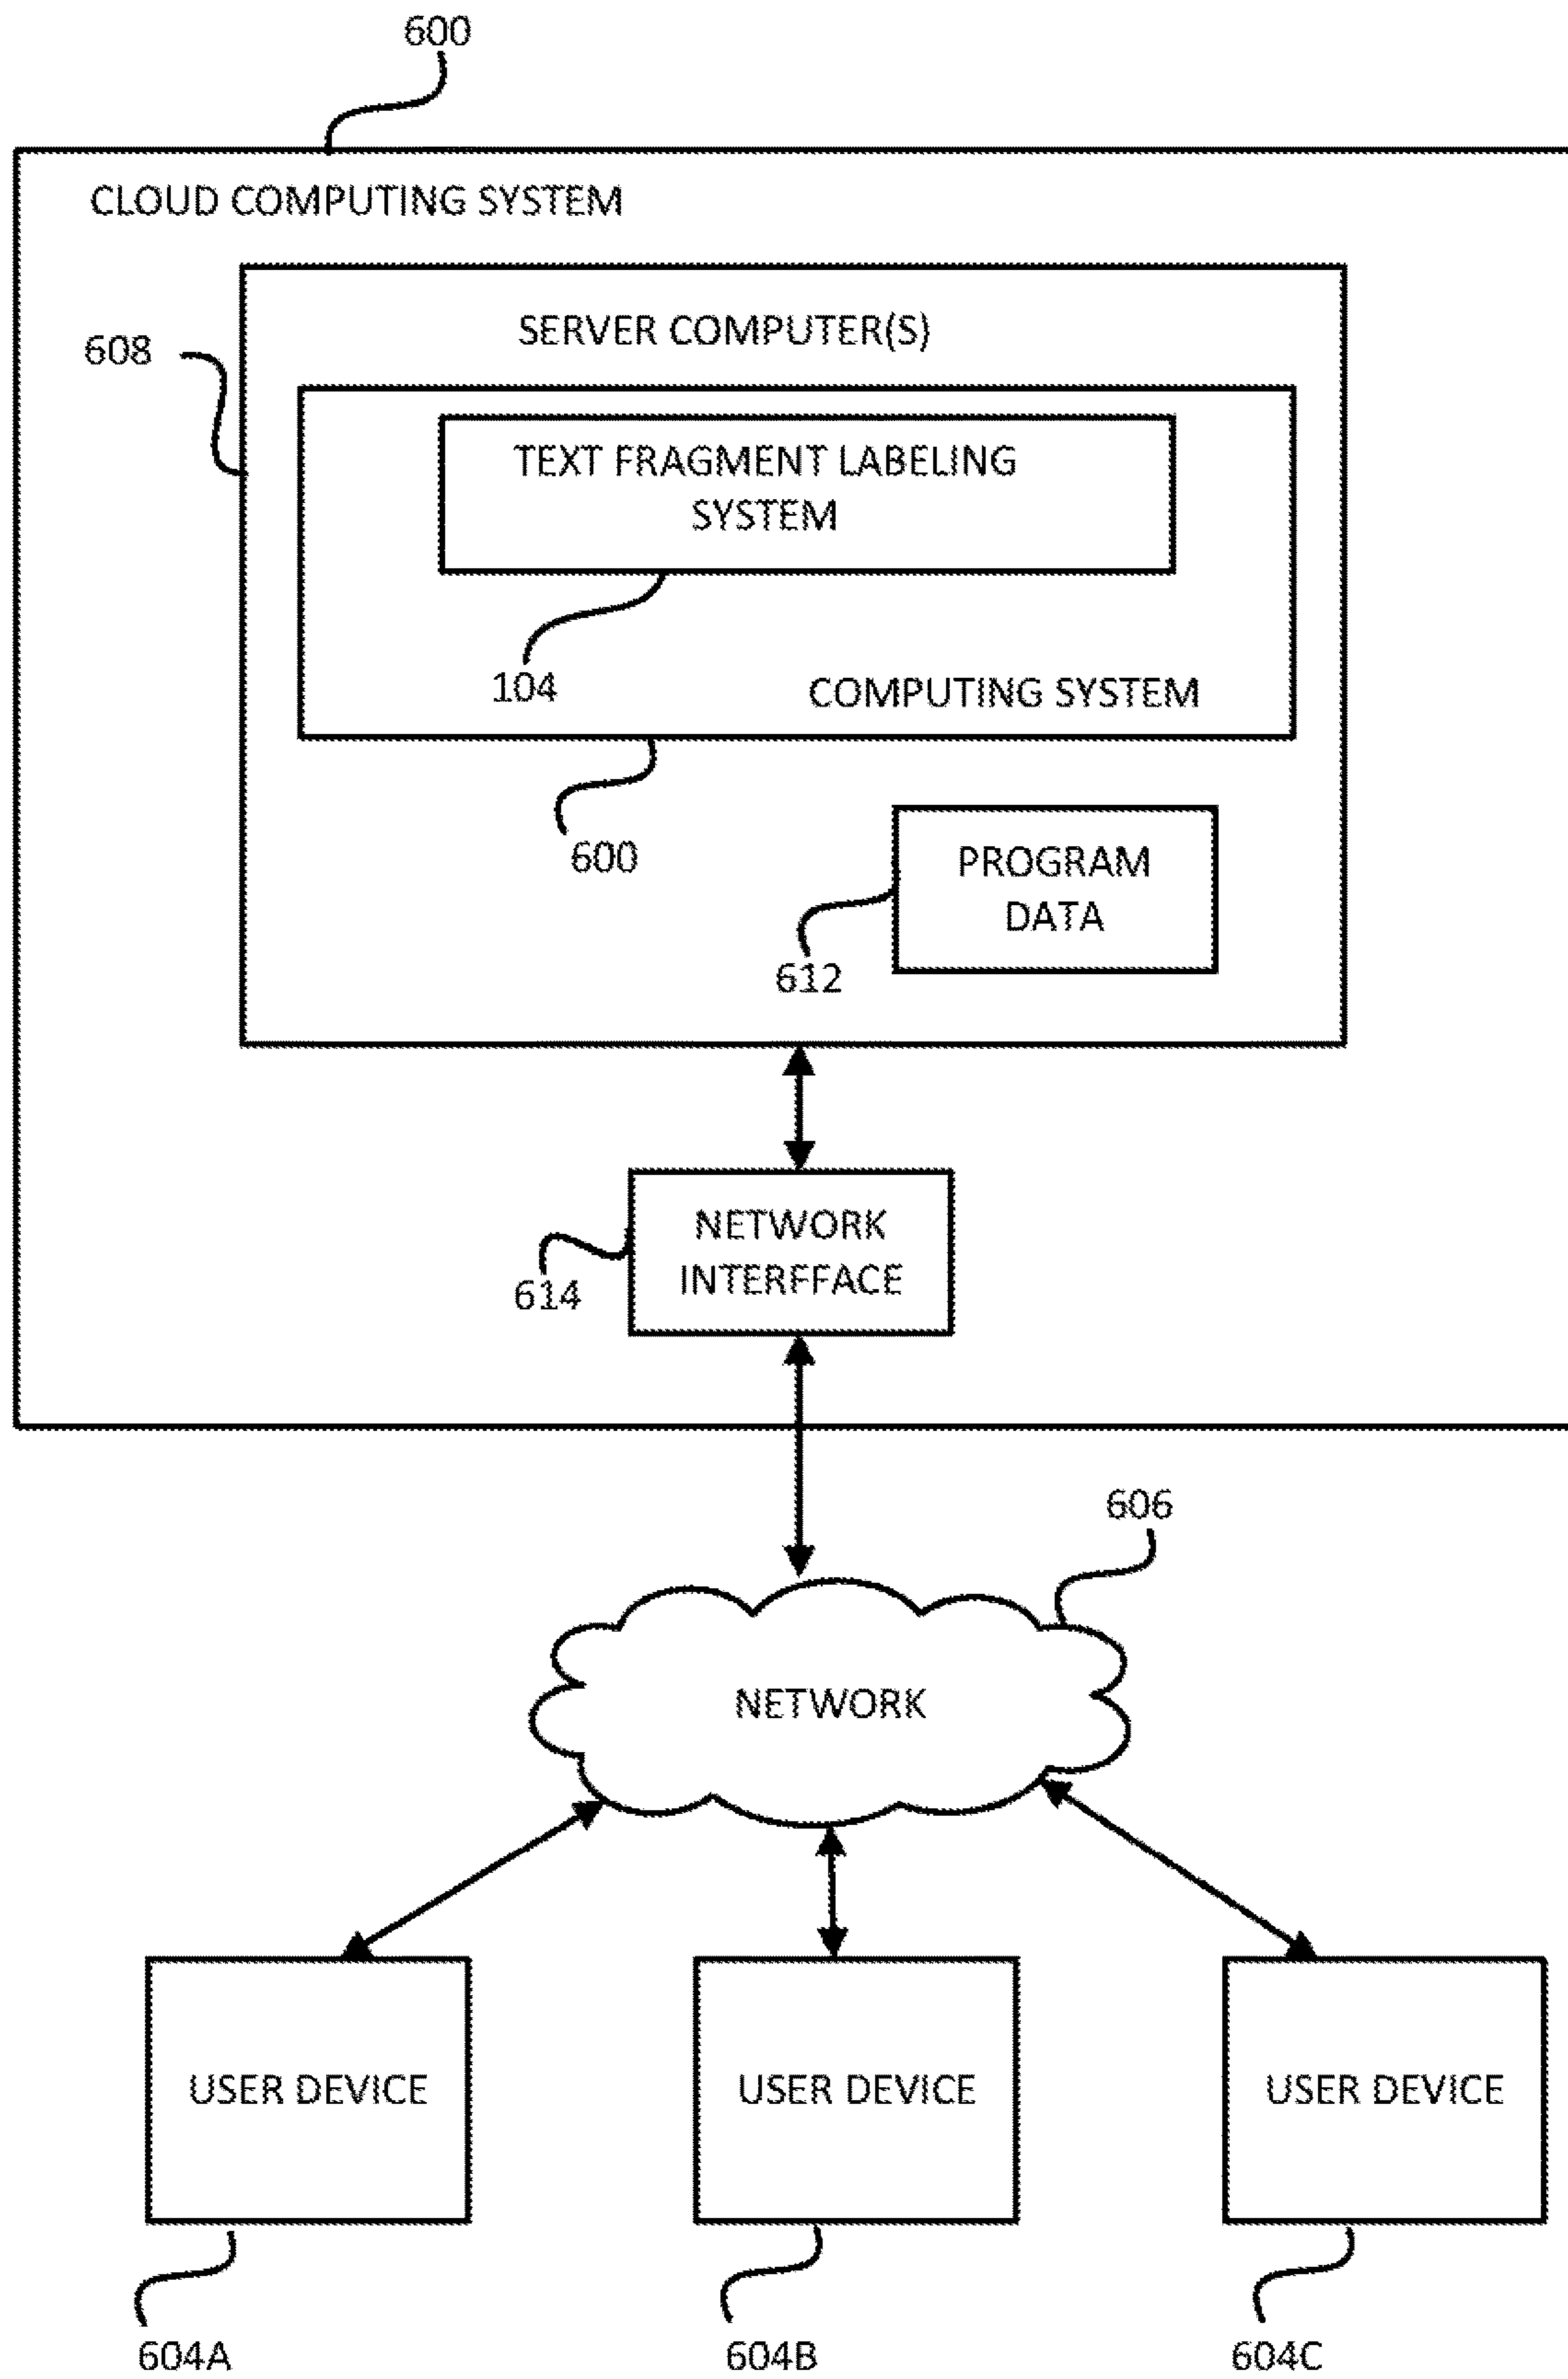 600
CLOUD COMPUTING SYSTEM
SERVER COMPUTER(S)
608
TEXT FRAGMENT LABELING
SYSTEM
104
COMPUTING SYSTEM
600
PROGRAM
DATA
612
NETWORK
INTERFFACE
614
606
NETWORK
USER DEVICE
USER DEVICE
USER DEVICE
604A
604B
604C